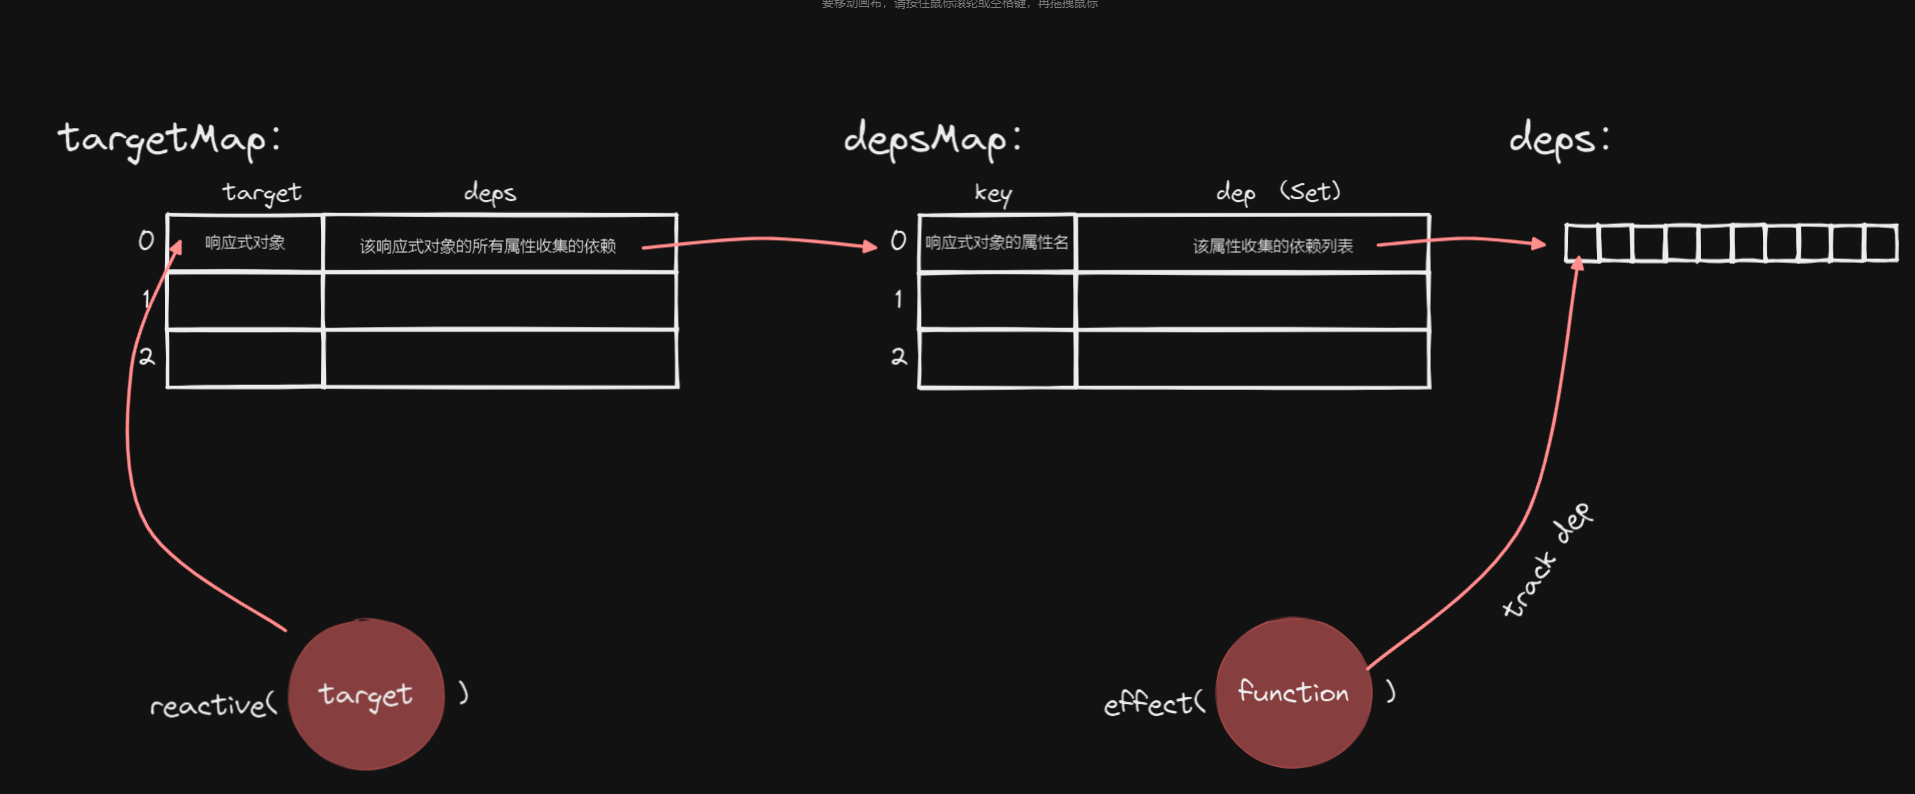 要移动画布，请按住鼠标滚轮或空格键，再拖拽鼠标
targetMap:
target deps
0 响应式对象 该响应式对象的所有属性收集的依赖
1
2
depsMap:
key dep (Set)
0 响应式对象的属性名 该属性收集的依赖列表
1
2
deps:
track dep
reactive( target )
effect( function )